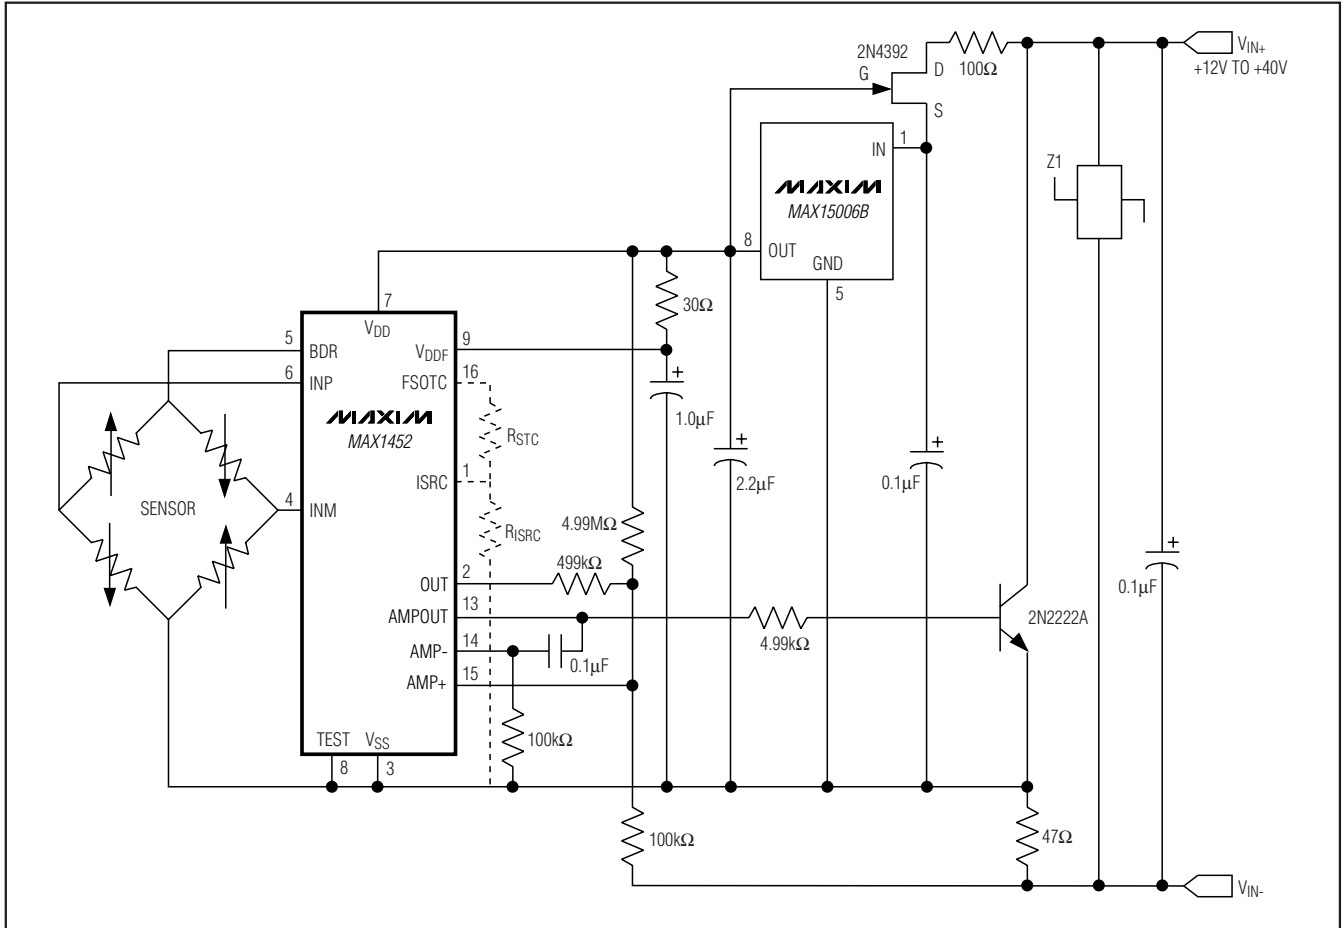 2N4392
G
D
S
100Ω
VIN+
+12V TO +40V
IN
1
MAXIM
MAX15006B
8
OUT
GND
5
Z1
7
VDD
30Ω
5
BDR
VDDF
9
6
INP
FSOTC
16
MAXIM
MAX1452
RSTC
1.0µF
2.2µF
0.1µF
SENSOR
4
INM
ISRC
1
RISRC
4.99MΩ
499kΩ
OUT
2
AMPOUT
13
4.99kΩ
2N2222A
0.1µF
AMP-
14
0.1µF
AMP+
15
100kΩ
TEST
VSS
8
3
100kΩ
47Ω
VIN-